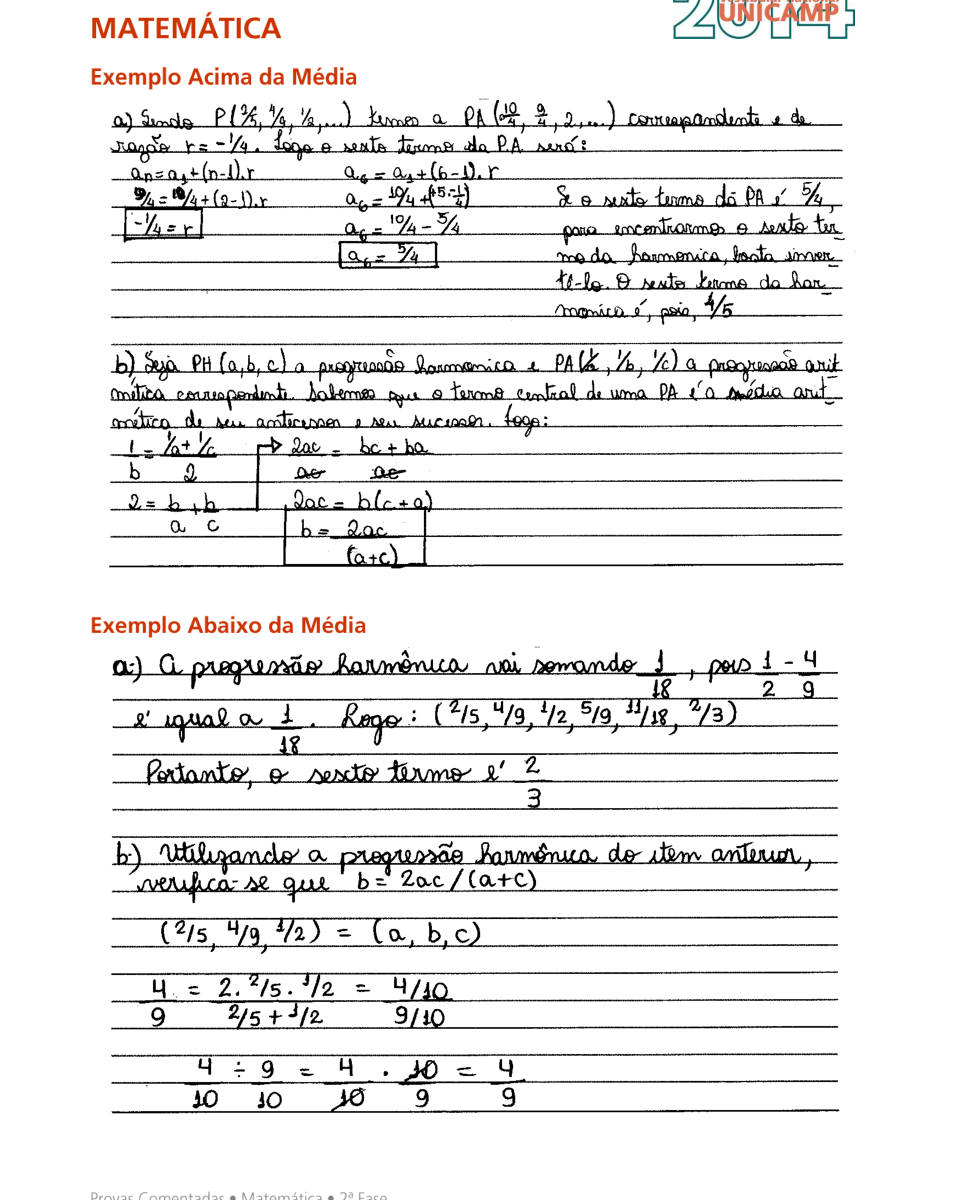 MATEMÁTICA
2014
UNICAMP
Exemplo Acima da Média
a) Sendo P(2/5, 4/9, 1/2, ...) temos a PA (10/4, 9/4, 2, ...) correspondente e de
razão r = -1/4. Logo o sexto termo da P.A será:
an = a1 + (n-1).r a6 = a1 + (6-1).r
9/4 = 10/4 + (2-1).r a6 = 10/4 + (+5·-1/4)
-1/4 = r a6 = 10/4 - 5/4
a6 = 5/4
Se o sexto termo da PA é 5/4,
para encontrarmos o sexto ter-
mo da harmonica, basta inver-
tê-lo. O sexto termo da har-
monica é, pois, 4/5
b) Seja PH (a,b,c) a progressão harmonica e PA (1/a, 1/b, 1/c) a progressão arit-
mética correspondente. Sabemos que o termo central de uma PA é a média arit-
mética de seu antecessor e seu sucessor. Logo:
1/b = (1/a + 1/c)/2 → 2ac/ac = (bc + ba)/ac
2 = b/a + b/c 2ac = b(c+a)
b = 2ac/(a+c)
Exemplo Abaixo da Média
a-) A progressão harmônica vai somando 1/18, pois 1/2 - 4/9
é igual a 1/18. Logo: (2/5, 4/9, 1/2, 5/9, 11/18, 2/3)
Portanto, o sexto termo é 2/3
b-) Utilizando a progressão harmônica do item anterior,
verifica-se que b = 2ac/(a+c)
(2/5, 4/9, 1/2) = (a, b, c)
4/9 = (2 . 2/5 . 1/2)/(2/5 + 1/2) = (4/10)/(9/10)
4/10 ÷ 9/10 = 4/10 . 10/9 = 4/9
Provas Comentadas • Matemática • 2ª Fase